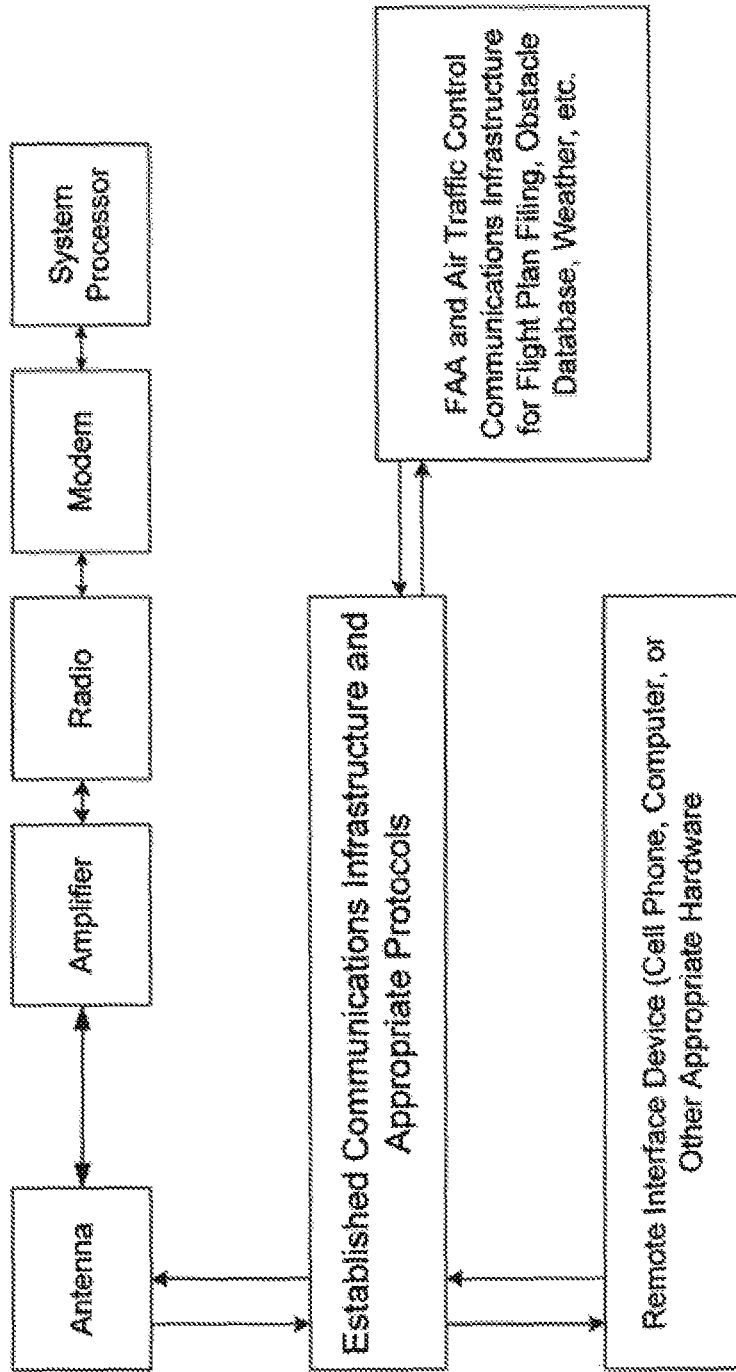 Antenna
Amplifier
Radio
Modem
System
Processor
Established Communications Infrastructure and
Appropriate Protocols
FAA and Air Traffic Control
Communications Infrastructure
for Flight Plan Filing, Obstacle
Database, Weather, etc.
Remote Interface Device (Cell Phone, Computer, or
Other Appropriate Hardware